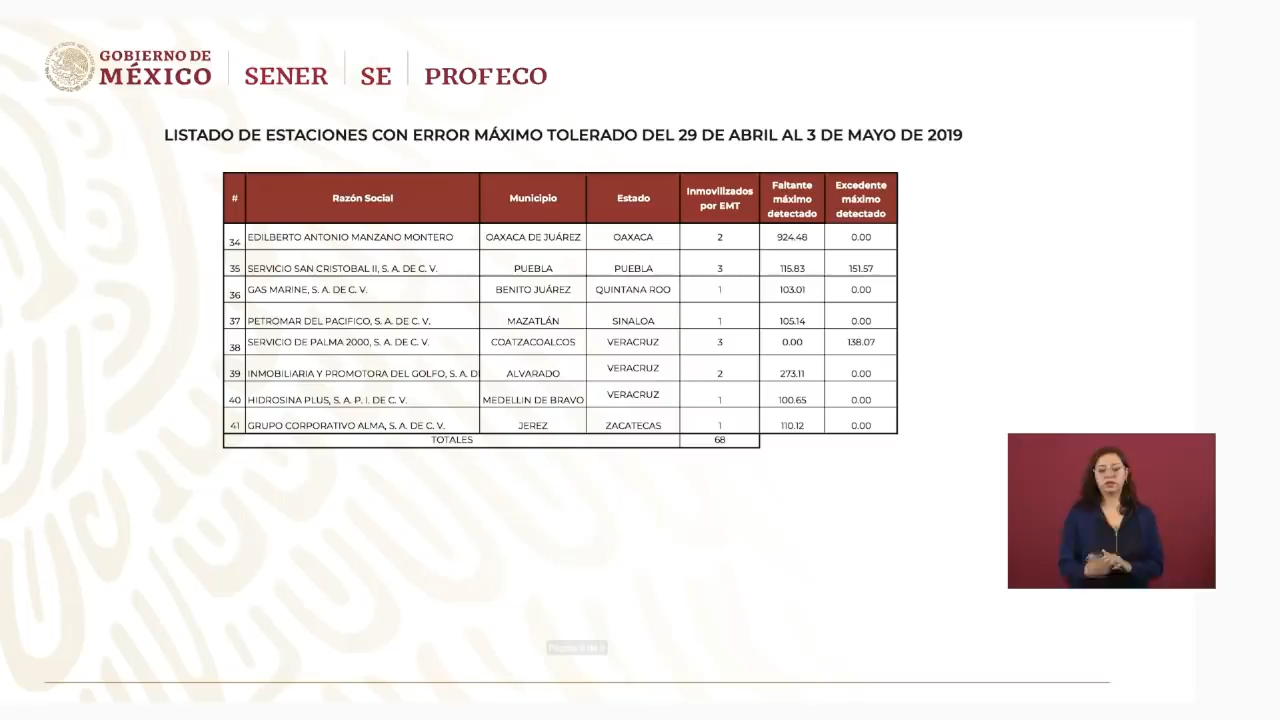 GOBIERNO DE
MÉXICO
SENER
SE
PROFECO
LISTADO DE ESTACIONES CON ERROR MÁXIMO TOLERADO DEL 29 DE ABRIL AL 3 DE MAYO DE 2019
# Razón Social Municipio Estado Inmovilizados por EMT Faltante máximo detectado Excedente máximo detectado
34 EDILBERTO ANTONIO MANZANO MONTERO OAXACA DE JUÁREZ OAXACA 2 924.48 0.00
35 SERVICIO SAN CRISTOBAL II, S. A. DE C. V. PUEBLA PUEBLA 3 115.83 151.57
36 GAS MARINE, S. A. DE C. V. BENITO JUÁREZ QUINTANA ROO 1 103.01 0.00
37 PETROMAR DEL PACIFICO, S. A. DE C. V. MAZATLÁN SINALOA 1 105.14 0.00
38 SERVICIO DE PALMA 2000, S. A. DE C. V. COATZACOALCOS VERACRUZ 3 0.00 138.07
39 INMOBILIARIA Y PROMOTORA DEL GOLFO, S. A. D ALVARADO VERACRUZ 2 273.11 0.00
40 HIDROSINA PLUS, S. A. P. I. DE C. V. MEDELLIN DE BRAVO VERACRUZ 1 100.65 0.00
41 GRUPO CORPORATIVO ALMA, S. A. DE C. V. JEREZ ZACATECAS 1 110.12 0.00
TOTALES 68